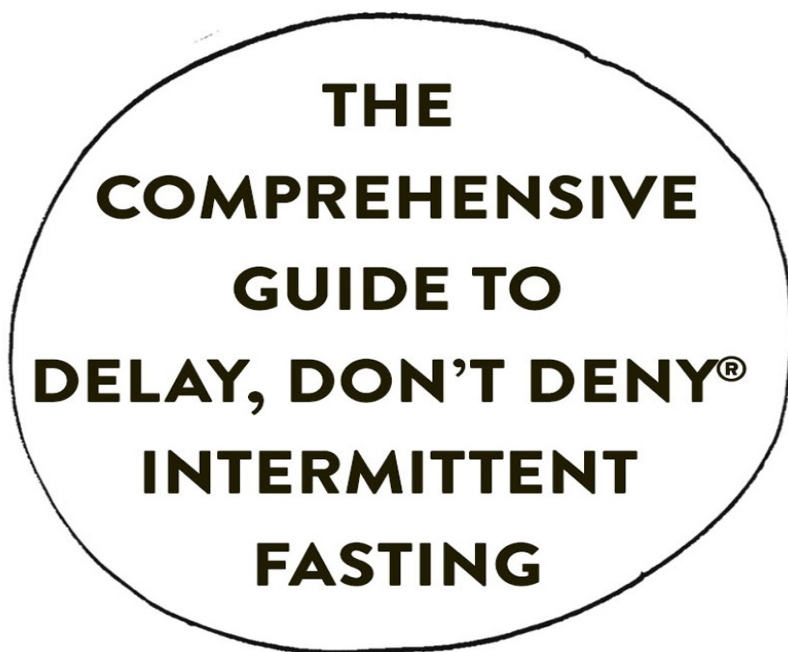 THE
COMPREHENSIVE
GUIDE TO
DELAY, DON'T DENY®
INTERMITTENT
FASTING